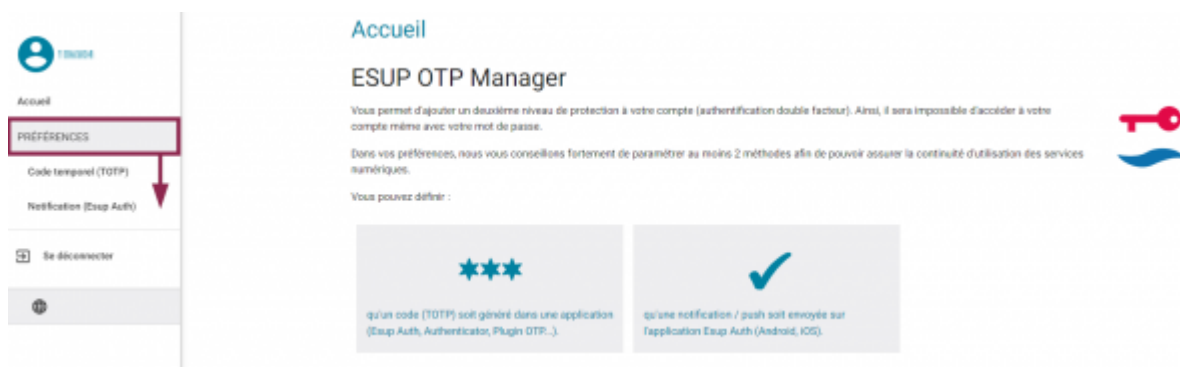 Accueil
ESUP OTP Manager
Vous permet d'ajouter un deuxième niveau de protection à votre compte (authentification double facteur). Ainsi, il sera impossible d'accéder à votre
compte même avec votre mot de passe.
Dans vos préférences, nous vous conseillons fortement de paramétrer au moins 2 méthodes afin de pouvoir assurer la continuité d'utilisation des services
numériques.
Vous pouvez définir :
qu'un code (TOTP) soit généré dans une application
(Esup Auth, Authenticator, Plugin OTP...).
qu'une notification / push soit envoyée sur
l'application Esup Auth (Android, iOS).
Accueil
PRÉFÉRENCES
Code temporel (TOTP)
Notification (Esup Auth)
Se déconnecter